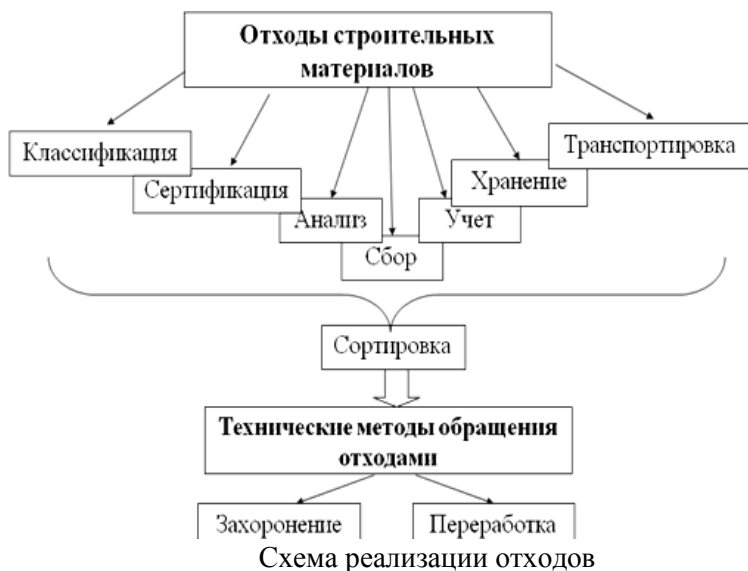 Отходы строительных
материалов
Классификация
Сертификация
Анализ
Сбор
Учет
Хранение
Транспортировка
Сортировка
Технические методы обращения
отходами
Захоронение
Переработка
Схема реализации отходов